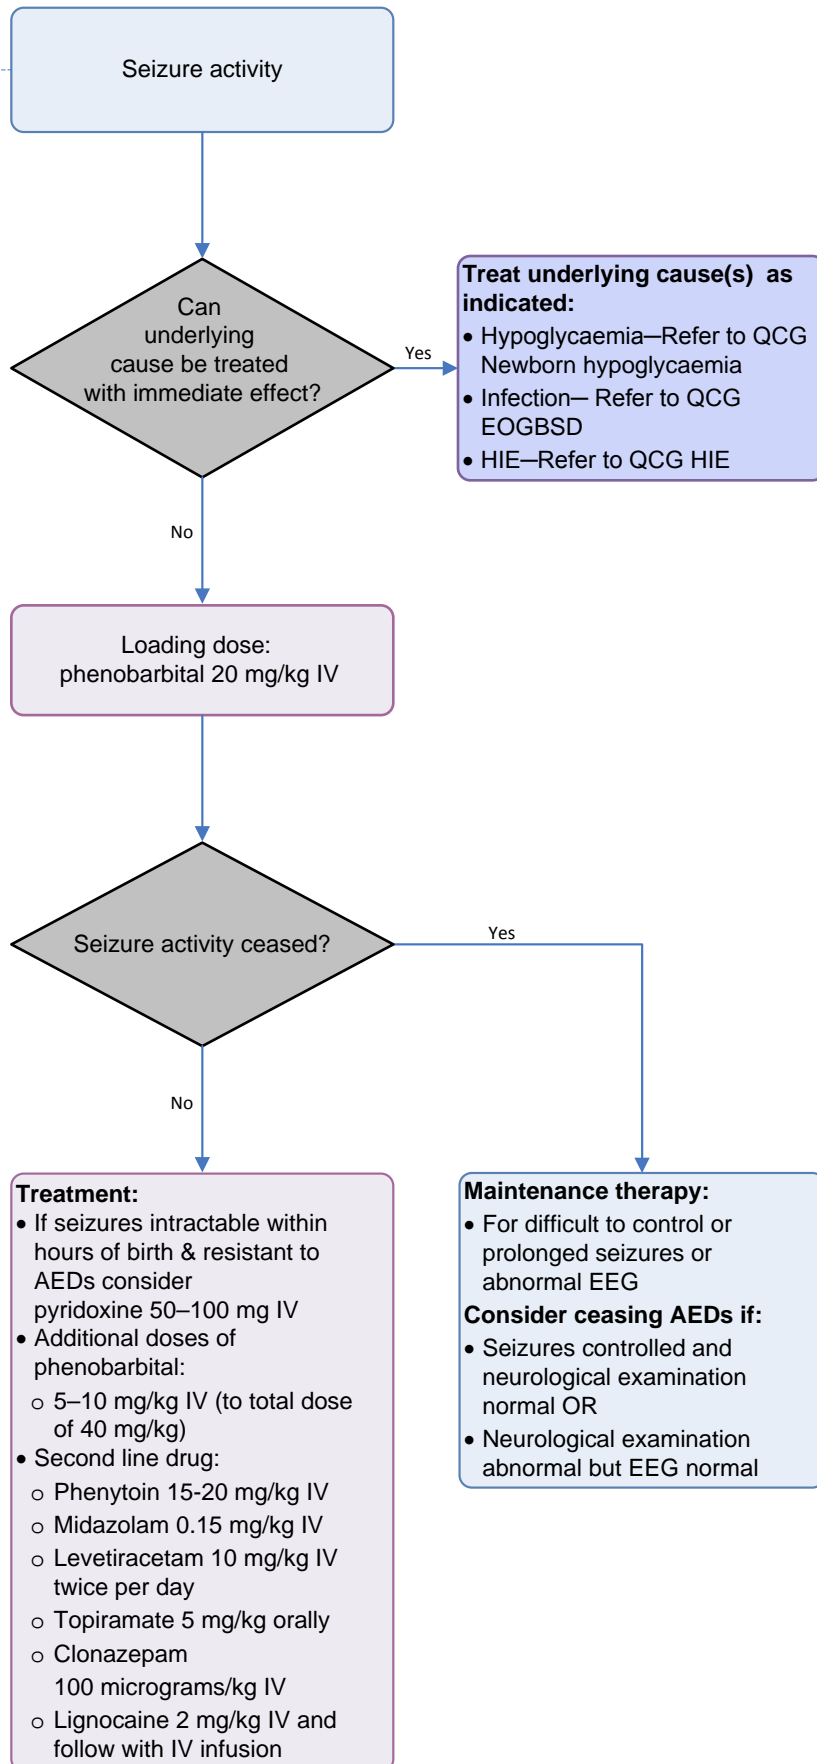 Seizure activity
Can
underlying
cause be treated
with immediate effect?
Yes
Treat underlying cause(s) as
indicated:
• Hypoglycaemia—Refer to QCG
Newborn hypoglycaemia
• Infection— Refer to QCG
EOGBSD
• HIE—Refer to QCG HIE
No
Loading dose:
phenobarbital 20 mg/kg IV
Seizure activity ceased?
Yes
No
Treatment:
• If seizures intractable within
hours of birth & resistant to
AEDs consider
pyridoxine 50–100 mg IV
• Additional doses of
phenobarbital:
o 5–10 mg/kg IV (to total dose
of 40 mg/kg)
• Second line drug:
o Phenytoin 15-20 mg/kg IV
o Midazolam 0.15 mg/kg IV
o Levetiracetam 10 mg/kg IV
twice per day
o Topiramate 5 mg/kg orally
o Clonazepam
100 micrograms/kg IV
o Lignocaine 2 mg/kg IV and
follow with IV infusion
Maintenance therapy:
• For difficult to control or
prolonged seizures or
abnormal EEG
Consider ceasing AEDs if:
• Seizures controlled and
neurological examination
normal OR
• Neurological examination
abnormal but EEG normal